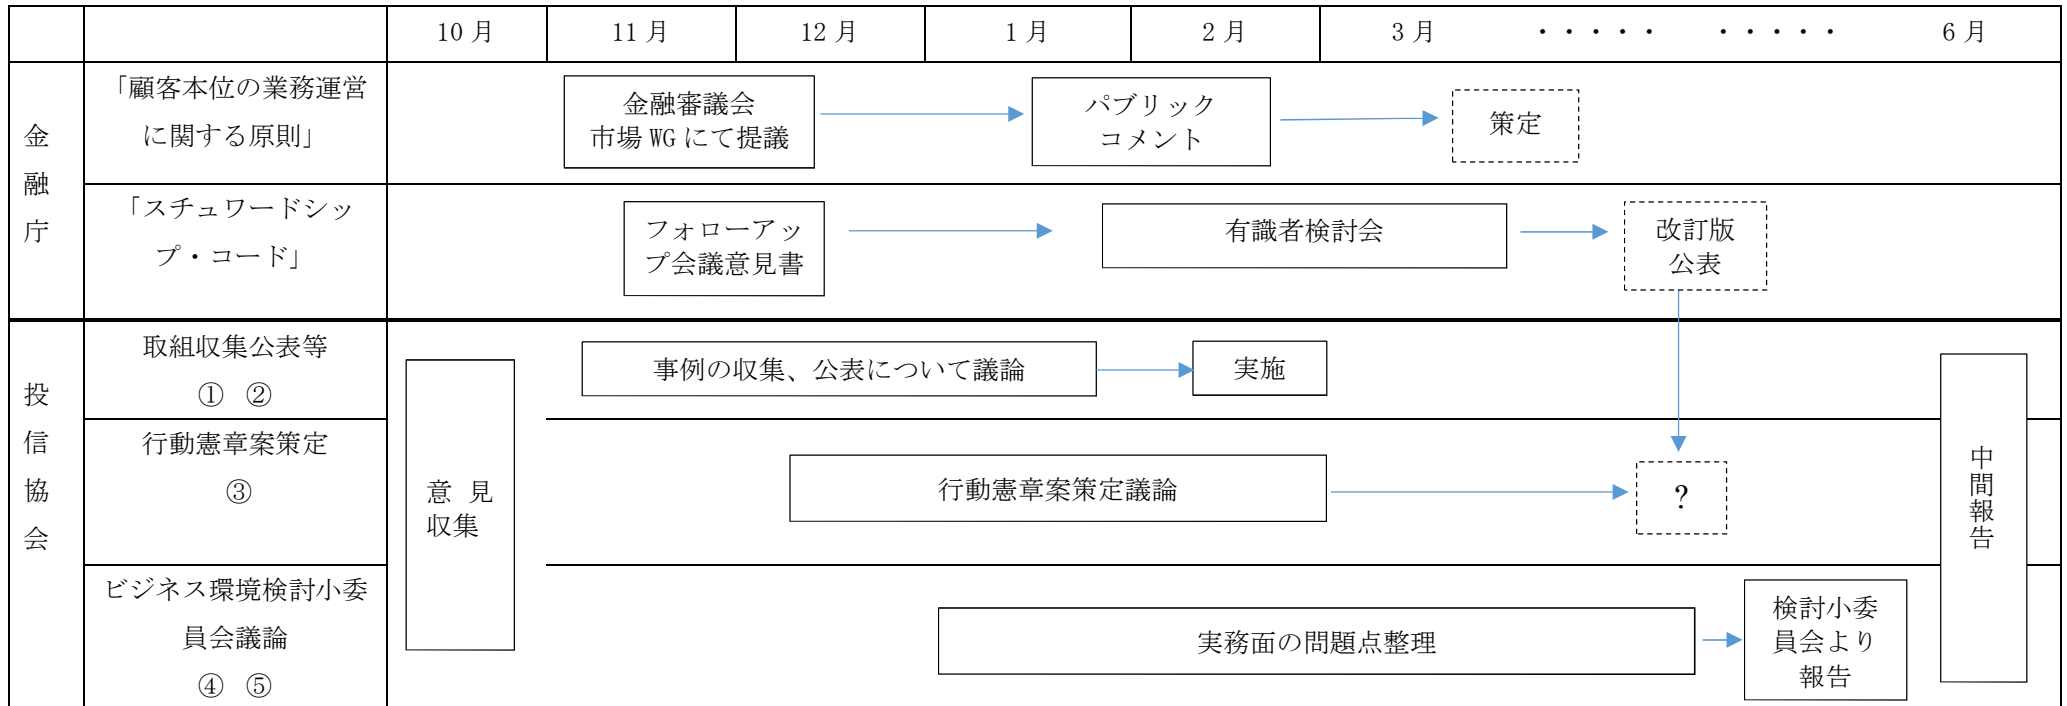 10 月
11 月
12 月
1 月
2 月
3 月
・・・・・
・・・・・
6 月
金
融
庁
「顧客本位の業務運営
に関する原則」
金融審議会
市場 WG にて提議
パブリック
コメント
策定
「スチュワードシッ
プ・コード」
フォローアッ
プ会議意見書
有識者検討会
改訂版
公表
投
信
協
会
取組収集公表等
① ②
意 見
収集
事例の収集、公表について議論
実施
行動憲章案策定
③
行動憲章案策定議論
?
中
間
報
告
ビジネス環境検討小委
員会議論
④ ⑤
実務面の問題点整理
検討小委
員会より
報告